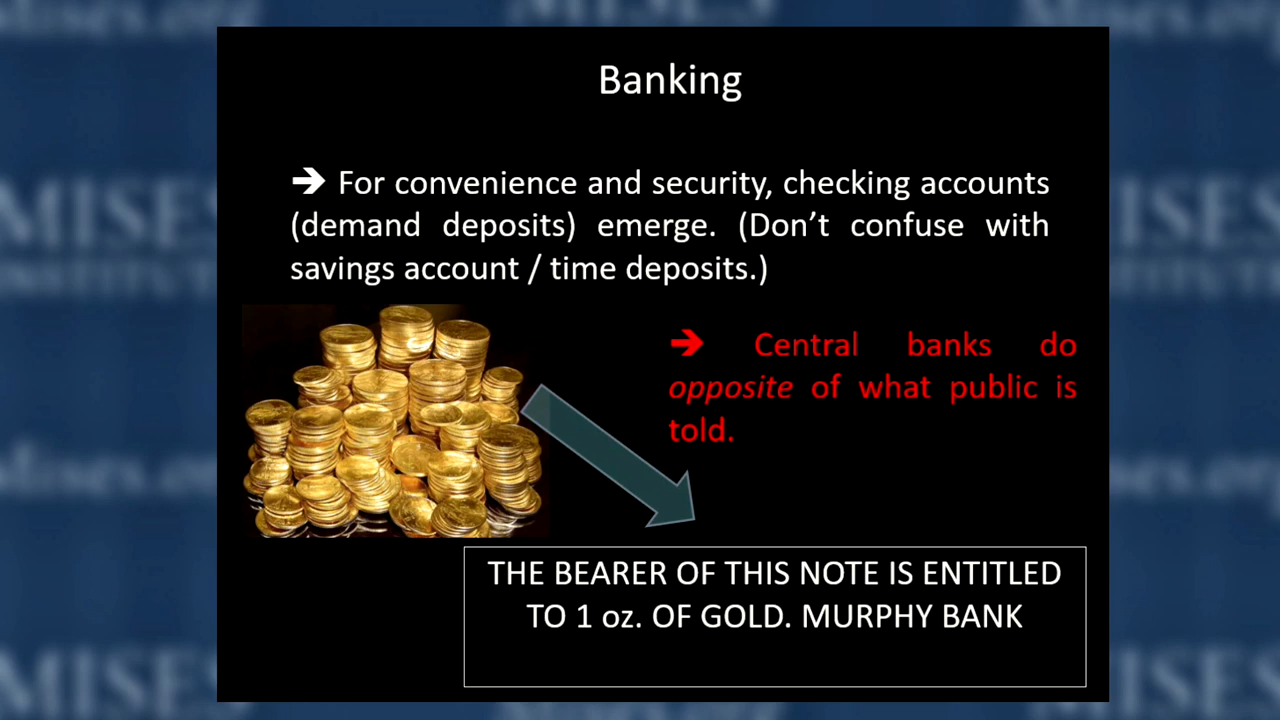 Banking
➔ For convenience and security, checking accounts
(demand deposits) emerge. (Don’t confuse with
savings account / time deposits.)
➔ Central banks do
opposite of what public is
told.
THE BEARER OF THIS NOTE IS ENTITLED
TO 1 oz. OF GOLD. MURPHY BANK